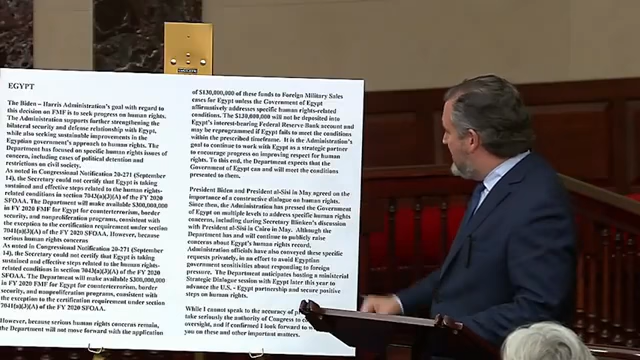 EGYPT
The Biden – Harris Administration's goal with regard to
this decision on FMF is to seek progress on human rights.
The Administration supports further strengthening the
bilateral security and defense relationship with Egypt,
while also seeking sustainable improvements in the
Egyptian government's approach to human rights. The
Department has focused on specific human rights issues of
concern, including cases of political detention and
restrictions on civil society.
As noted in Congressional Notification 20-271 (September
14), the Secretary could not certify that Egypt is taking
sustained and effective steps related to the human rights-
related conditions in section 7043(a)(3)(A) of the FY 2020
SFOAA. The Department will make available $300,000,000
in FY 2020 FMF for Egypt for counterterrorism, border
security, and nonproliferation programs, consistent with
the exception to the certification requirement under section
7041(a)(3)(A) of the FY 2020 SFOAA. However, because
serious human rights concerns
As noted in Congressional Notification 20-271 (September
14), the Secretary could not certify that Egypt is taking
sustained and effective steps related to the human rights-
related conditions in section 7043(a)(3)(A) of the FY 2020
SFOAA. The Department will make available $300,000,000
in FY 2020 FMF for Egypt for counterterrorism, border
security, and nonproliferation programs, consistent with
the exception to the certification requirement under section
7041(a)(3)(A) of the FY 2020 SFOAA.
However, because serious human rights concerns remain,
the Department will not move forward with the application
of $130,000,000 of these funds to Foreign Military Sales
cases for Egypt unless the Government of Egypt
affirmatively addresses specific human rights-related
conditions. The $130,000,000 will not be deposited into
Egypt's interest-bearing Federal Reserve Bank account and
may be reprogrammed if Egypt fails to meet the conditions
within the prescribed timeframe. It is the Administration's
goal to continue to work with Egypt as a strategic partner
to encourage progress on improving respect for human
rights. To this end, the Department expects that the
Government of Egypt can and will meet the conditions
presented to them.
President Biden and President al-Sisi in May agreed on the
importance of a constructive dialogue on human rights.
Since then, the Administration has pressed the Government
of Egypt on multiple levels to address specific human rights
concerns, including during Secretary Blinken's discussion
with President al-Sisi in Cairo in May. Although the
Department has and will continue to publicly raise
concerns about Egypt's human rights record,
Administration officials have also conveyed these specific
requests privately, in an effort to avoid Egyptian
government sensitivities about responding to foreign
pressure. The Department anticipates hosting a ministerial
Strategic Dialogue session with Egypt later this year to
advance the U.S. - Egypt partnership and secure positive
steps on human rights.
While I cannot speak to the accuracy of
take seriously the authority of Congress to
oversight, and if confirmed I look forward to
you on these and other important matters.